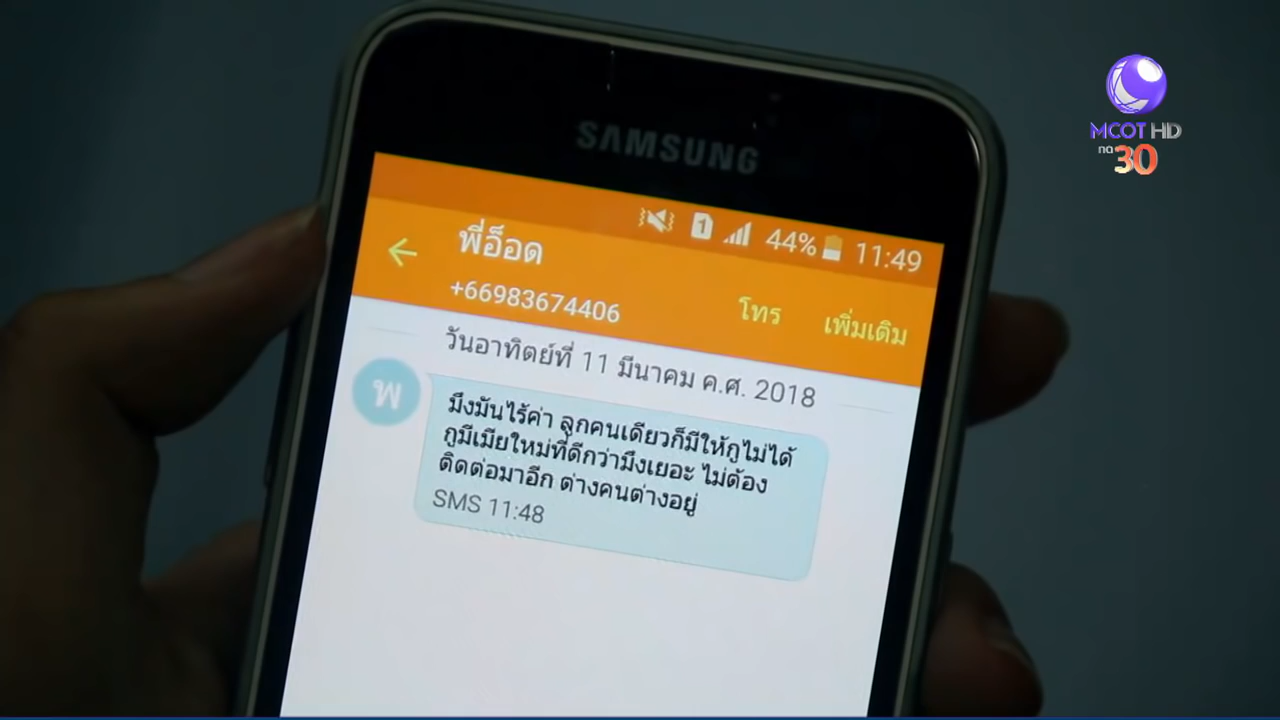 MCOT HD
กด 30
SAMSUNG
1 44% 11:49
พี่อ็อด
+66983674406
โทร เพิ่มเติม
วันอาทิตย์ที่ 11 มีนาคม ค.ศ. 2018
พ
มึงมันไร้ค่า ลูกคนเดียวก็มีให้กูไม่ได้
กูมีเมียใหม่ที่ดีกว่ามึงเยอะ ไม่ต้อง
ติดต่อมาอีก ต่างคนต่างอยู่
SMS 11:48